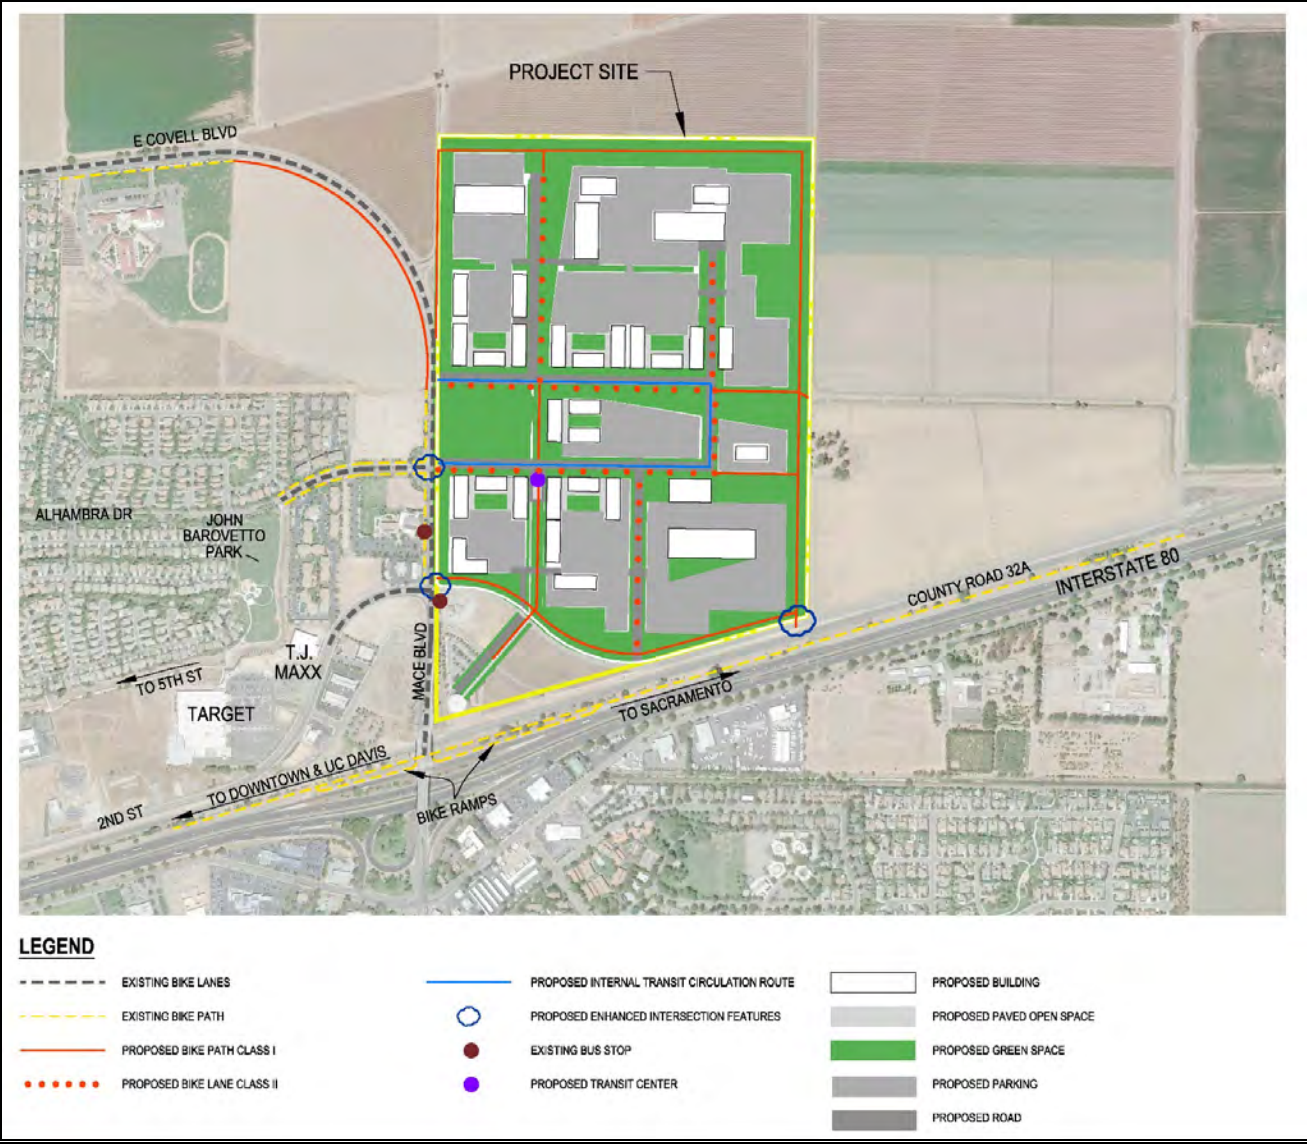 PROJECT SITE
E COVELL BLVD
ALHAMBRA DR
JOHN
BAROVETTO
PARK
COUNTY ROAD 32A
INTERSTATE 80
MACE BLVD
T.J.
MAXX
TO 5TH ST
TARGET
TO SACRAMENTO
TO DOWNTOWN & UC DAVIS
BIKE RAMPS
2ND ST
LEGEND
EXISTING BIKE LANES
EXISTING BIKE PATH
PROPOSED BIKE PATH CLASS I
PROPOSED BIKE LANE CLASS II
PROPOSED INTERNAL TRANSIT CIRCULATION ROUTE
PROPOSED ENHANCED INTERSECTION FEATURES
EXISTING BUS STOP
PROPOSED TRANSIT CENTER
PROPOSED BUILDING
PROPOSED PAVED OPEN SPACE
PROPOSED GREEN SPACE
PROPOSED PARKING
PROPOSED ROAD